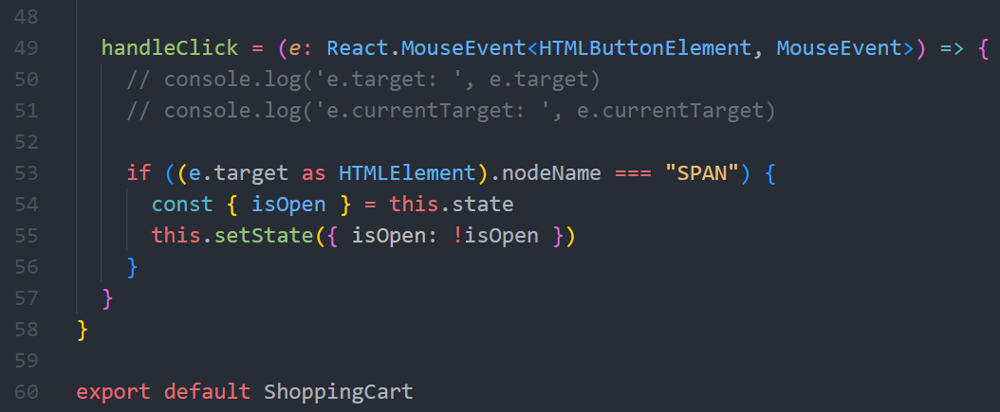 48
49 handleClick = (e: React.MouseEvent<HTMLButtonElement, MouseEvent>) => {
50 // console.log('e.target: ', e.target)
51 // console.log('e.currentTarget: ', e.currentTarget)
52
53 if ((e.target as HTMLElement).nodeName === "SPAN") {
54 const { isOpen } = this.state
55 this.setState({ isOpen: !isOpen })
56 }
57 }
58 }
59
60 export default ShoppingCart